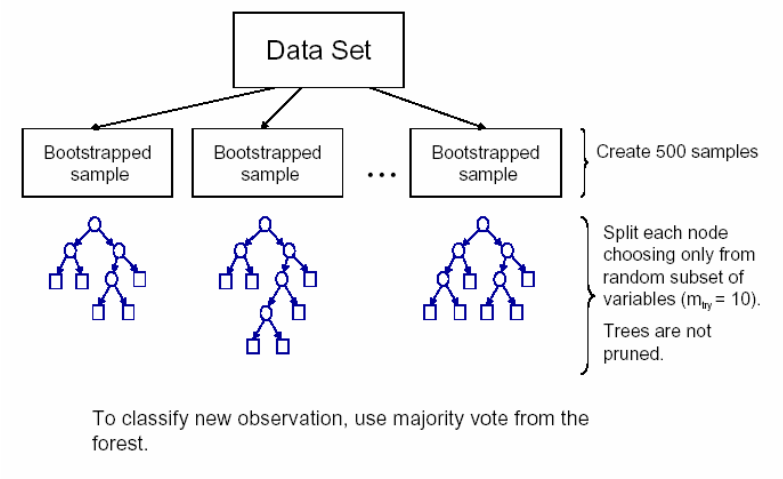 Data Set
Bootstrapped
sample
Bootstrapped
sample
...
Bootstrapped
sample
Create 500 samples
Split each node
choosing only from
random subset of
variables (mtry = 10).
Trees are not
pruned.
To classify new observation, use majority vote from the
forest.